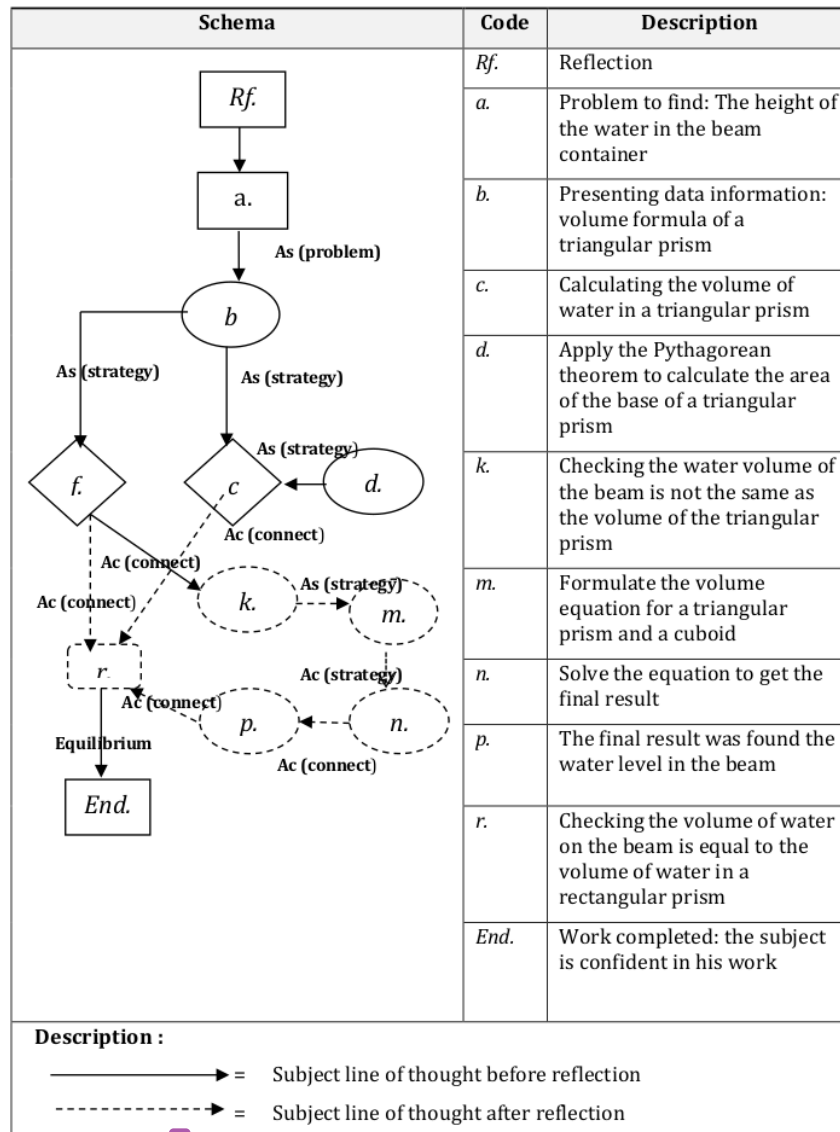 Schema
Code
Description
Rf.
a.
As (problem)
b
As (strategy)
As (strategy)
As (strategy)
f.
c
d.
Ac (connect)
Ac (connect)
Ac (connect)
k.
As (strategy)
m.
r.
Ac (strategy)
Ac (connect)
p.
n.
Equilibrium
Ac (connect)
End.
Rf.
Reflection
a.
Problem to find: The height of
the water in the beam
container
b.
Presenting data information:
volume formula of a
triangular prism
c.
Calculating the volume of
water in a triangular prism
d.
Apply the Pythagorean
theorem to calculate the area
of the base of a triangular
prism
k.
Checking the water volume of
the beam is not the same as
the volume of the triangular
prism
m.
Formulate the volume
equation for a triangular
prism and a cuboid
n.
Solve the equation to get the
final result
p.
The final result was found the
water level in the beam
r.
Checking the volume of water
on the beam is equal to the
volume of water in a
rectangular prism
End.
Work completed: the subject
is confident in his work
Description :
= Subject line of thought before reflection
= Subject line of thought after reflection